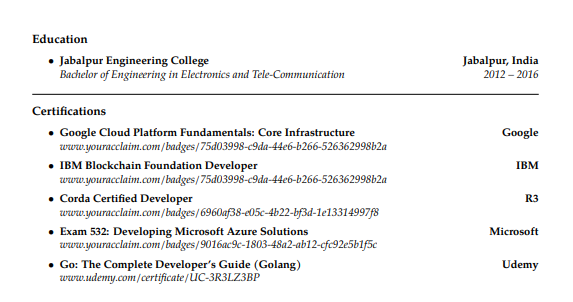 Education
• Jabalpur Engineering College Jabalpur, India
Bachelor of Engineering in Electronics and Tele-Communication 2012 – 2016
Certifications
• Google Cloud Platform Fundamentals: Core Infrastructure Google
www.youracclaim.com/badges/75d03998-c9da-44e6-b266-526362998b2a
• IBM Blockchain Foundation Developer IBM
www.youracclaim.com/badges/75d03998-c9da-44e6-b266-526362998b2a
• Corda Certified Developer R3
www.youracclaim.com/badges/6960af38-e05c-4b22-bf3d-1e13314997f8
• Exam 532: Developing Microsoft Azure Solutions Microsoft
www.youracclaim.com/badges/9016ac9c-1803-48a2-ab12-cfc92e5b1f5c
• Go: The Complete Developer's Guide (Golang) Udemy
www.udemy.com/certificate/UC-3R3LZ3BP